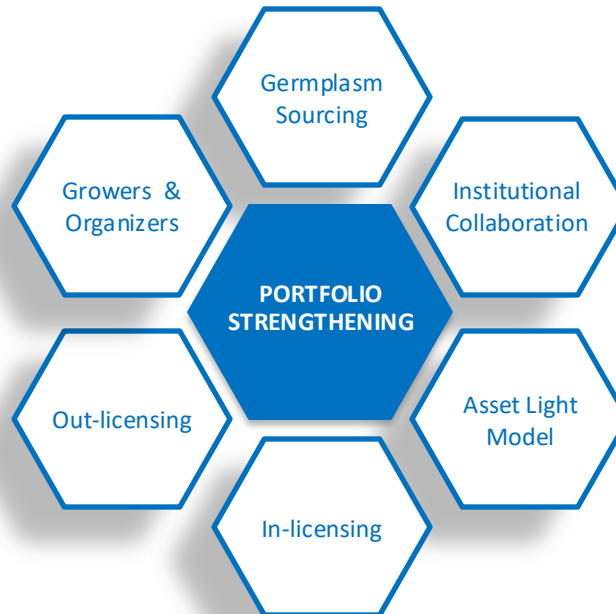 Germplasm
Sourcing
Growers &
Organizers
Institutional
Collaboration
PORTFOLIO
STRENGTHENING
Out-licensing
Asset Light
Model
In-licensing